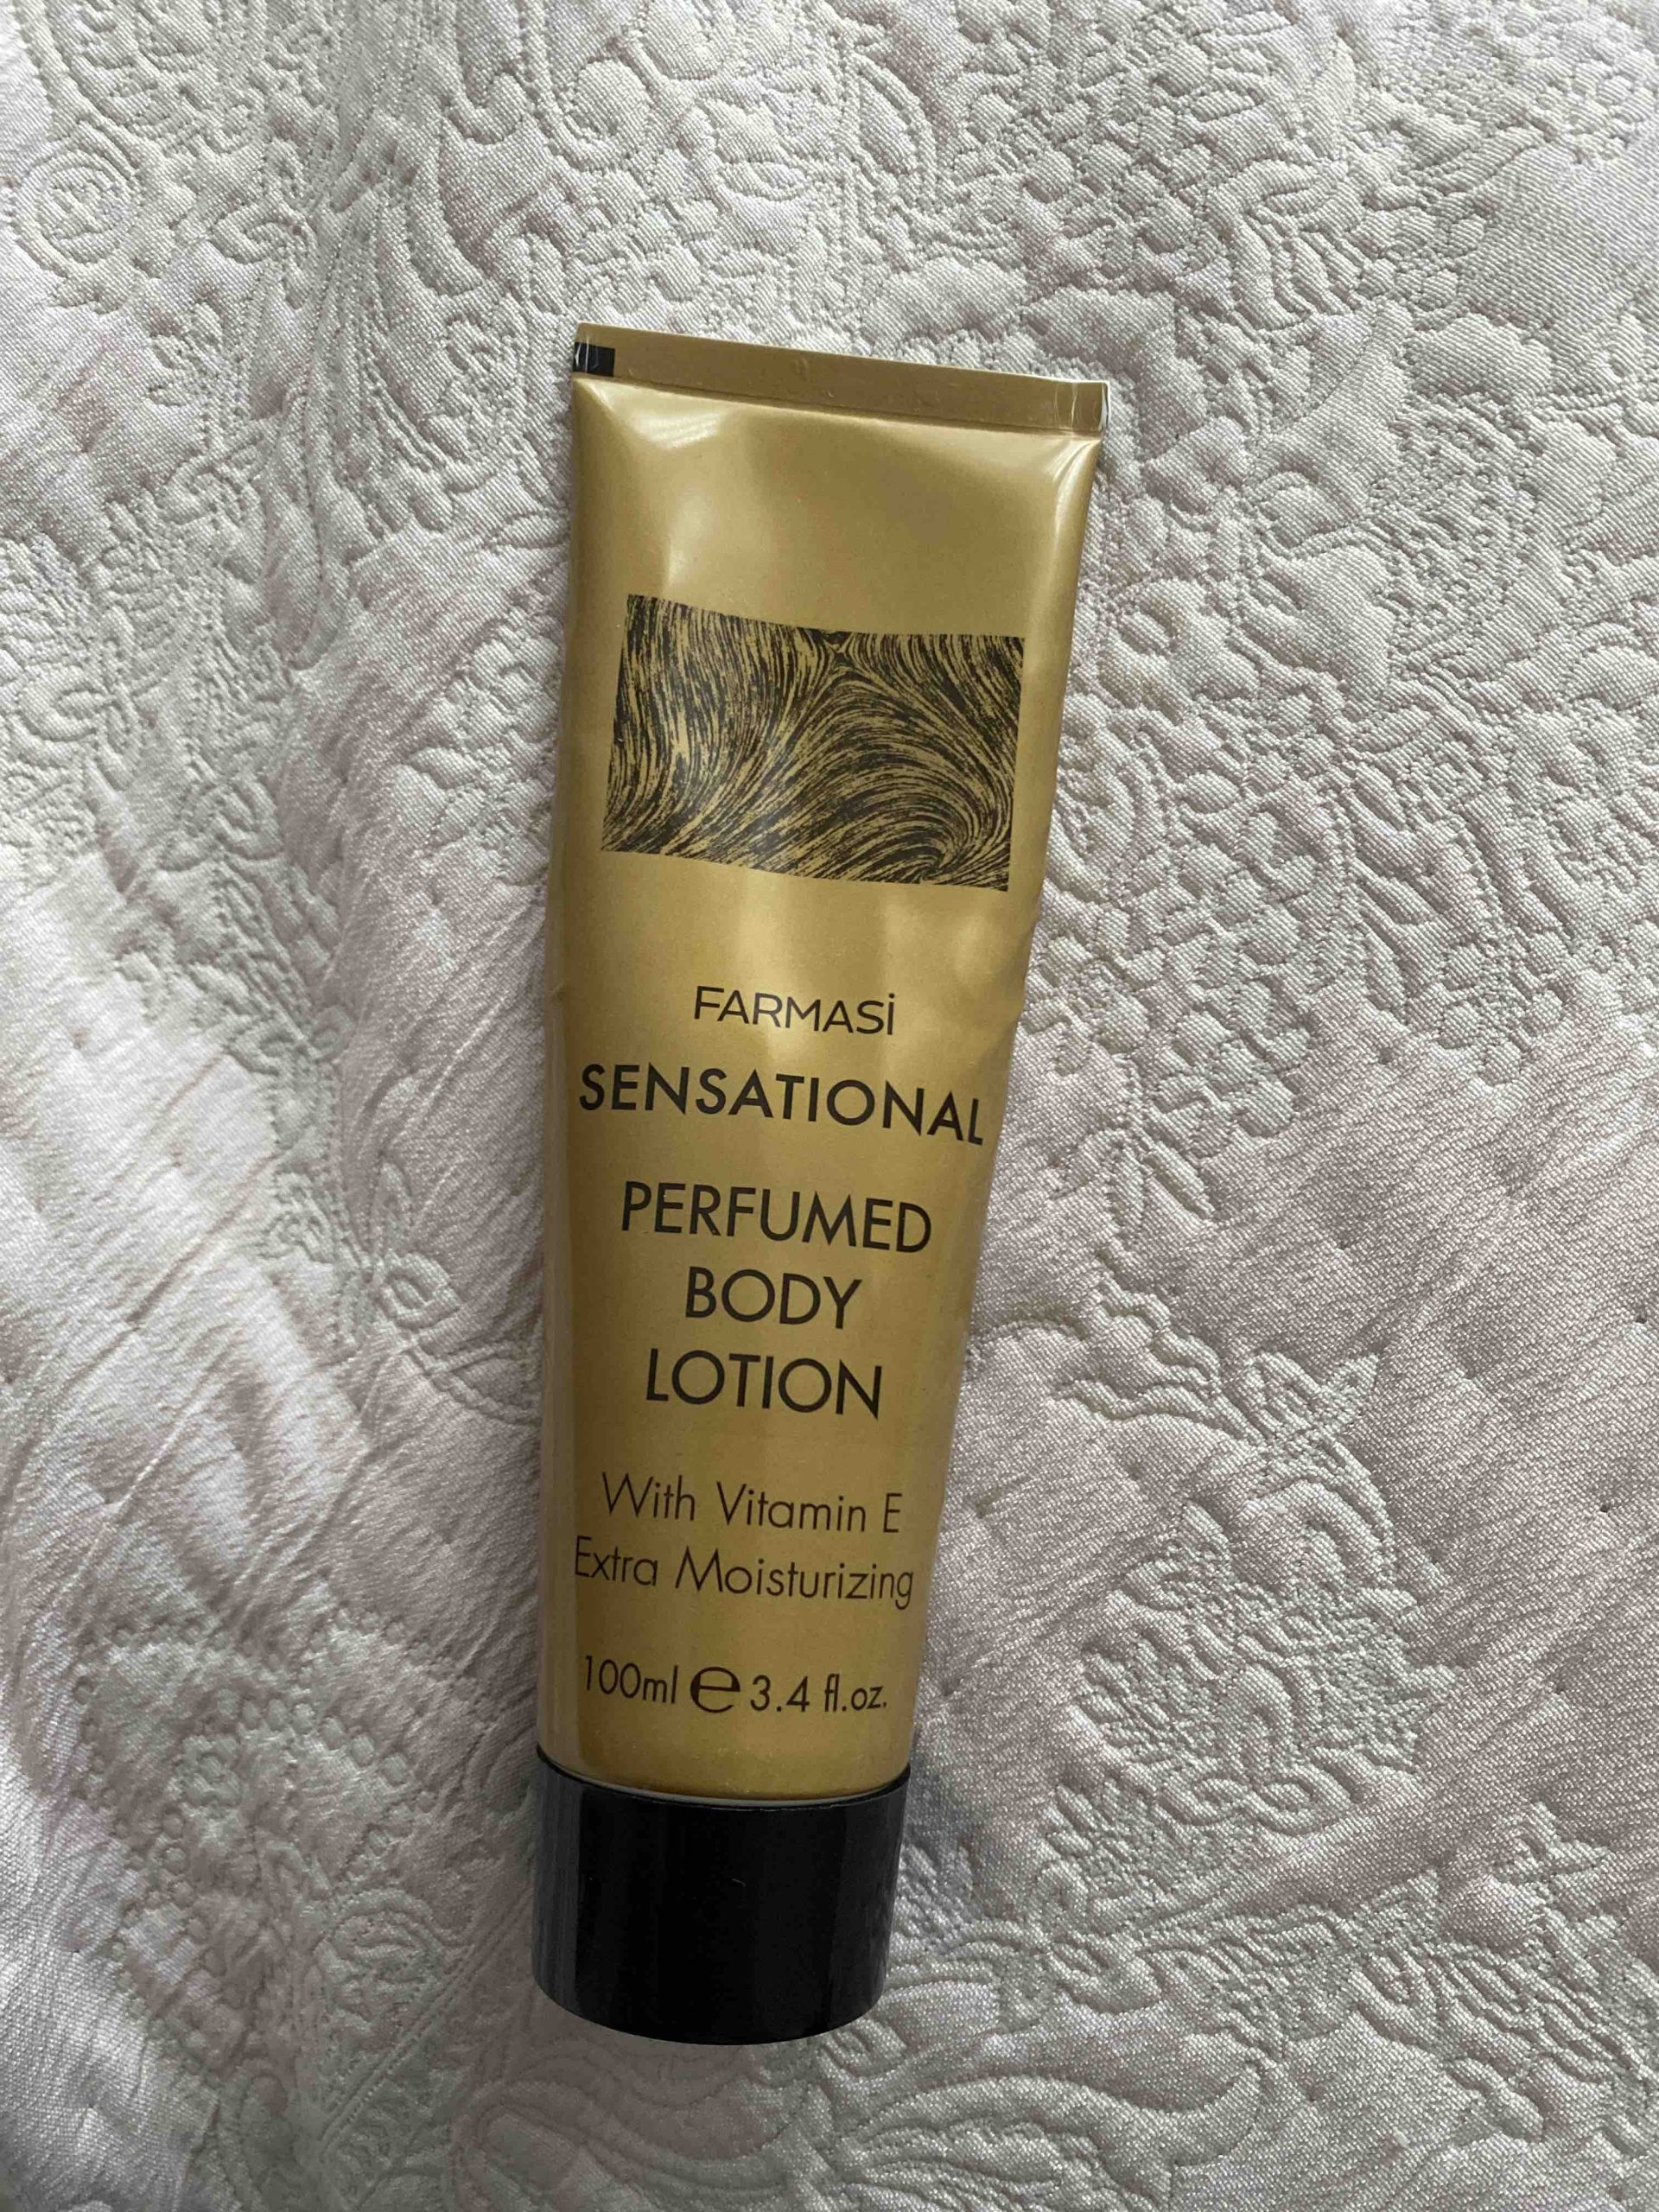 FARMASİ
SENSATIONAL
PERFUMED
BODY
LOTION
With Vitamin E
Extra Moisturizing
100ml ℮ 3.4 fl.oz.